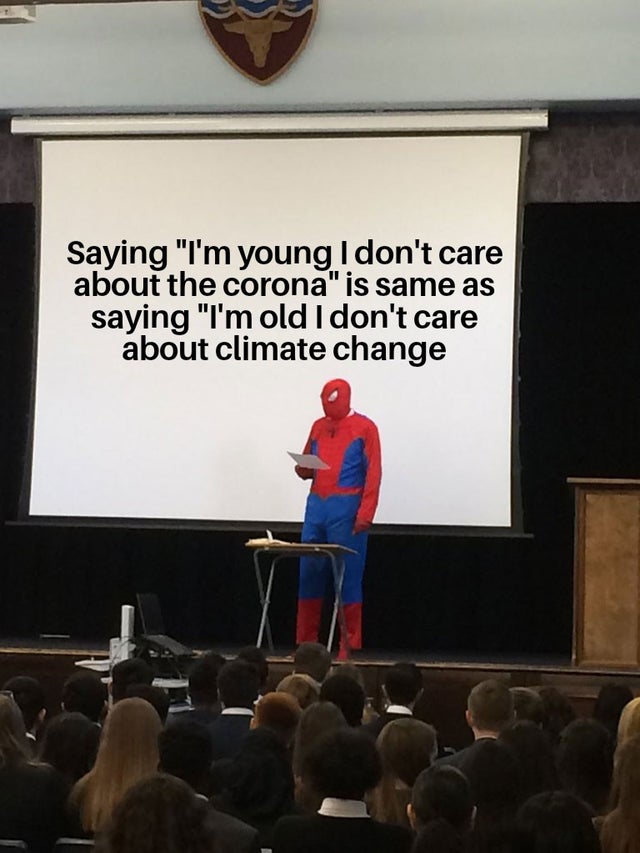 Saying "I'm young I don't care
about the corona" is same as
saying "I'm old I don't care
about climate change